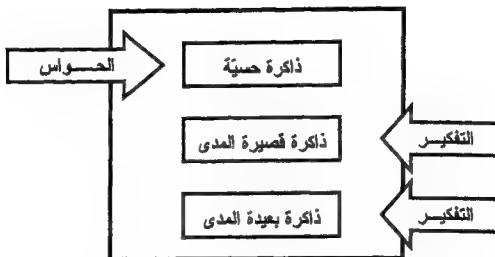 ذاكرة حسيّة
الحـــواس
ذاكرة قصيرة المدى
التفكيـــر
ذاكرة بعيدة المدى
التفكيـــر